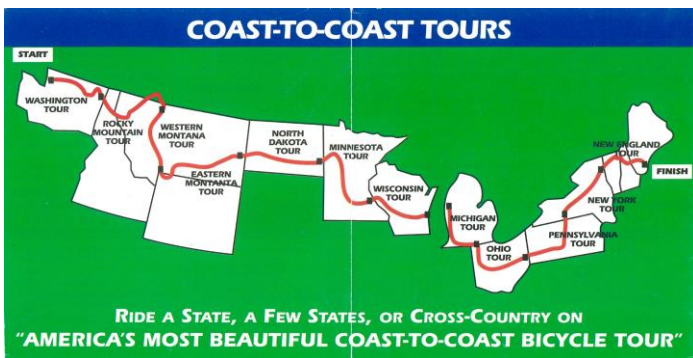 COAST-TO-COAST TOURS
START
WASHINGTON
TOUR
ROCKY
MOUNTAIN
TOUR
WESTERN
MONTANA
TOUR
EASTERN
MONTANTA
TOUR
NORTH
DAKOTA
TOUR
MINNESOTA
TOUR
WISCONSIN
TOUR
MICHIGAN
TOUR
OHIO
TOUR
PENNSYLVANIA
TOUR
NEW YORK
TOUR
NEW ENGLAND
TOUR
FINISH
RIDE A STATE, A FEW STATES, OR CROSS-COUNTRY ON
"AMERICA'S MOST BEAUTIFUL COAST-TO-COAST BICYCLE TOUR"